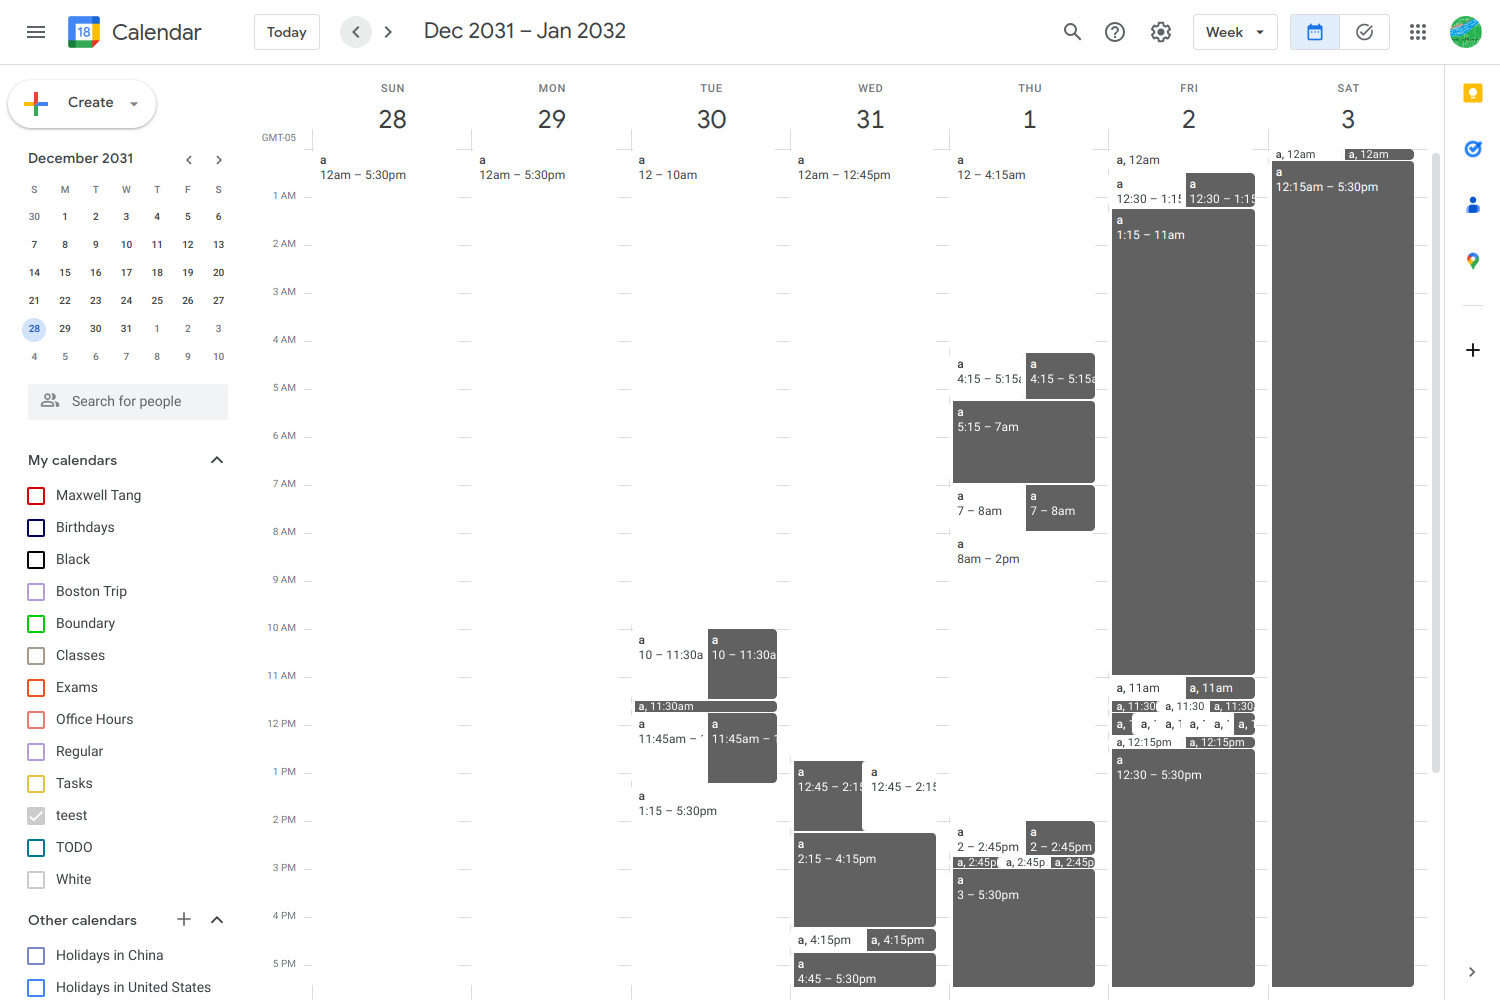 18 Calendar
Today
Dec 2031 – Jan 2032
Week
Create
December 2031
S M T W T F S
30 1 2 3 4 5 6
7 8 9 10 11 12 13
14 15 16 17 18 19 20
21 22 23 24 25 26 27
28 29 30 31 1 2 3
4 5 6 7 8 9 10
Search for people
My calendars
Maxwell Tang
Birthdays
Black
Boston Trip
Boundary
Classes
Exams
Office Hours
Regular
Tasks
teest
TODO
White
Other calendars
Holidays in China
Holidays in United States
GMT-05
SUN MON TUE WED THU FRI SAT
28 29 30 31 1 2 3
1 AM
2 AM
3 AM
4 AM
5 AM
6 AM
7 AM
8 AM
9 AM
10 AM
11 AM
12 PM
1 PM
2 PM
3 PM
4 PM
5 PM
a
12am – 5:30pm
a
12am – 5:30pm
a
12 – 10am
a
10 – 11:30a
a
10 – 11:30a
a, 11:30am
a
11:45am –
a
11:45am – 1
a
1:15 – 5:30pm
a
12am – 12:45pm
a
12:45 – 2:15
a
12:45 – 2:15
a
2:15 – 4:15pm
a, 4:15pm
a, 4:15pm
a
4:45 – 5:30pm
a
12 – 4:15am
a
4:15 – 5:15a
a
4:15 – 5:15a
a
5:15 – 7am
a
7 – 8am
a
7 – 8am
a
8am – 2pm
a
2 – 2:45pm
a
2 – 2:45pm
a, 2:45p
a, 2:45p
a, 2:45p
a
3 – 5:30pm
a, 12am
a
12:30 – 1:15
a
12:30 – 1:15
a
1:15 – 11am
a, 11am
a, 11am
a, 11:30
a, 11:30
a, 11:30
a, 1
a,
a, 1
a,
a,
a, 1
a, 12:15pm
a, 12:15pm
a
12:30 – 5:30pm
a, 12am
a, 12am
a
12:15am – 5:30pm